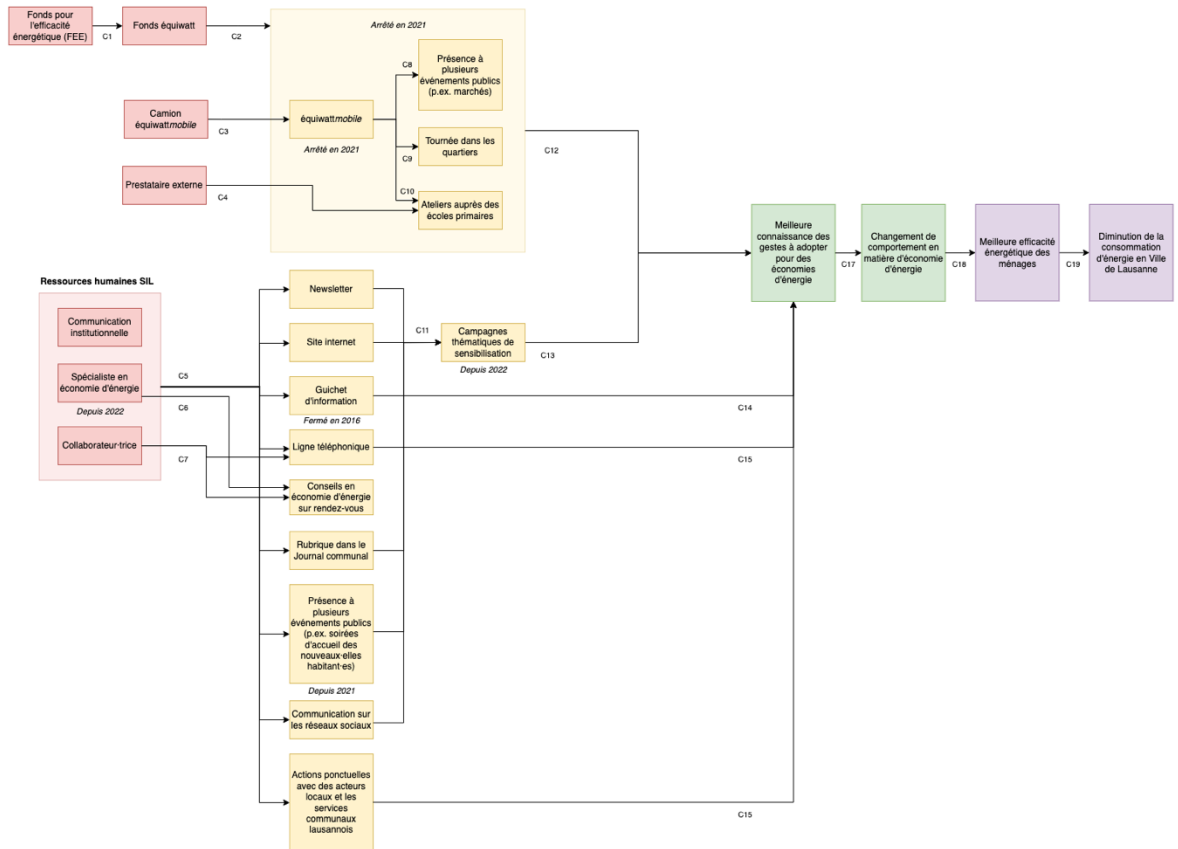 Fonds pour
l'efficacité
énergétique (FEE)
C1
Fonds équiwatt
C2
Arrêté en 2021
Camion
équiwattmobile
C3
équiwattmobile
Arrêté en 2021
C8
Présence à
plusieurs
événements publics
(p.ex. marchés)
C9
Tournée dans les
quartiers
Prestataire externe
C4
C10
Ateliers auprès des
écoles primaires
C12
Meilleure
connaissance des
gestes à adopter
pour des
économies
d'énergie
C17
Changement de
comportement en
matière d'économie
d'énergie
C18
Meilleure efficacité
énergétique des
ménages
C19
Diminution de la
consommation
d'énergie en Ville
de Lausanne
Ressources humaines SIL
Communication
institutionnelle
Spécialiste en
économie d'énergie
Depuis 2022
Collaborateur·trice
C5
C6
C7
Newsletter
Site internet
C11
Campagnes
thématiques de
sensibilisation
Depuis 2022
C13
Guichet
d'information
Fermé en 2016
C14
Ligne téléphonique
C15
Conseils en
économie d'énergie
sur rendez-vous
Rubrique dans le
Journal communal
Présence à
plusieurs
événements publics
(p.ex. soirées
d'accueil des
nouveaux·elles
habitant·es)
Depuis 2021
Communication sur
les réseaux sociaux
Actions ponctuelles
avec des acteurs
locaux et les
services
communaux
lausannois
C15